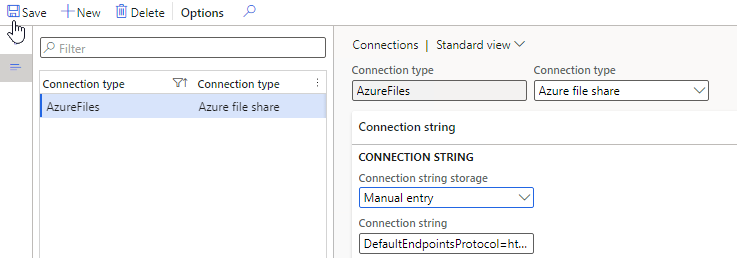 Save New Delete Options
Filter
Connection type Connection type
AzureFiles Azure file share
Connections | Standard view
Connection type Connection type
AzureFiles Azure file share
Connection string
CONNECTION STRING
Connection string storage
Manual entry
Connection string
DefaultEndpointsProtocol=ht...